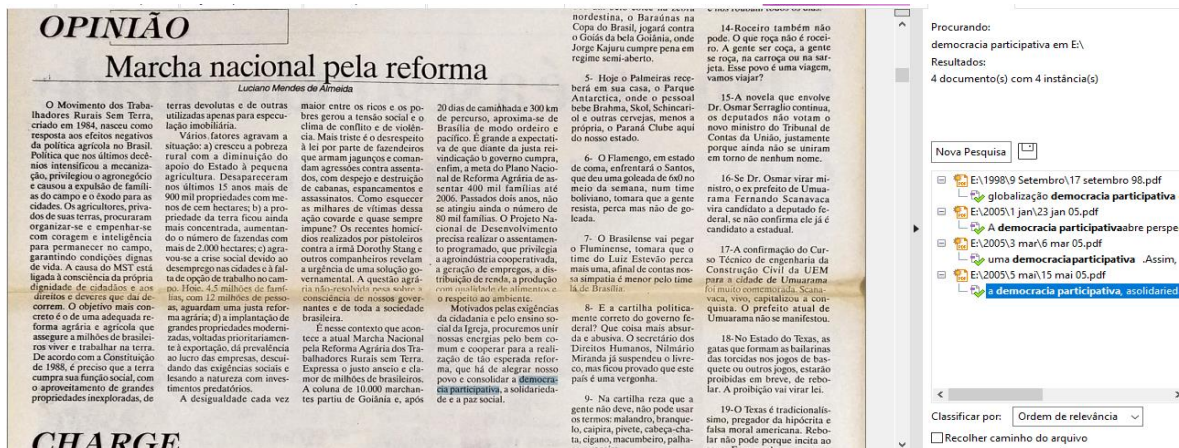 OPINIÃO
Marcha nacional pela reforma
Luciano Mendes de Almeida
O Movimento dos Traba-
lhadores Rurais Sem Terra,
criado em 1984, nasceu como
resposta aos efeitos negativos
da política agrícola no Brasil.
Política que nos últimos decê-
nios intensificou a mecaniza-
ção, privilegiou o agronegócio
e causou a expulsão de famíli-
as do campo e o êxodo para as
cidades. Os agricultores, priva-
dos de suas terras, procuraram
organizar-se e empenhar-se
com coragem e inteligência
para permanecer no campo,
garantindo condições dignas
de vida. A causa do MST está
ligada à consciência da própria
dignidade de cidadãos e aos
direitos e deveres que daí de-
correm. O objetivo mais con-
creto é o de uma adequada re-
forma agrária e agrícola que
assegure a milhões de brasilei-
ros viver e trabalhar na terra.
De acordo com a Constituição
de 1988, é preciso que a terra
cumpra sua função social, com
o aproveitamento de grandes
propriedades inexploradas, de
terras devolutas e de outras
utilizadas apenas para especu-
lação imobiliária.
Vários fatores agravam a
situação: a) cresceu a pobreza
rural com a diminuição do
apoio do Estado à pequena
agricultura. Desapareceram
nos últimos 15 anos mais de
900 mil propriedades com me-
nos de cem hectares; b) a pro-
priedade da terra ficou ainda
mais concentrada, aumentan-
do o número de fazendas com
mais de 2.000 hectares; c) agra-
vou-se a crise social devido ao
desemprego nas cidades e à fal-
ta de opção de trabalho no cam-
po. Hoje, 4,5 milhões de famí-
lias, com 12 milhões de pesso-
as, aguardam uma justa refor-
ma agrária; d) a implantação de
grandes propriedades moderni-
zadas, voltadas prioritariamen-
te à exportação, dá prevalência
ao lucro das empresas, descui-
dando das exigências sociais e
lesando a natureza com inves-
timentos predatórios.
A desigualdade cada vez
maior entre os ricos e os po-
bres gerou a tensão social e o
clima de conflito e de violên-
cia. Mais triste é o desrespeito
à lei por parte de fazendeiros
que armam jagunços e coman-
dam agressões contra assenta-
dos, com despejo e destruição
de cabanas, espancamentos e
assassinatos. Como esquecer
as milhares de vítimas dessa
ação covarde e quase sempre
impune? Os recentes homicí-
dios realizados por pistoleiros
contra a irmã Dorothy Stang e
outros companheiros revelam
a urgência de uma solução go-
vernamental. A questão agrá-
ria não-resolvida pesa sobre a
consciência de nossos gover-
nantes e de toda a sociedade
brasileira.
É nesse contexto que acon-
tece a atual Marcha Nacional
pela Reforma Agrária dos Tra-
balhadores Rurais sem Terra.
Expressa o justo anseio e cla-
mor de milhões de brasileiros.
A coluna de 10.000 marchan-
tes partiu de Goiânia e, após
20 dias de caminhada e 300 km
de percurso, aproxima-se de
Brasília de modo ordeiro e
pacífico. É grande a expectati-
va de que diante da justa rei-
vindicação o governo cumpra,
enfim, a meta do Plano Nacio-
nal de Reforma Agrária de as-
sentar 400 mil famílias até
2006. Passados dois anos, não
se atingiu ainda o número de
80 mil famílias. O Projeto Na-
cional de Desenvolvimento
precisa realizar o assentamen-
to programado, que privilegia
a agroindústria cooperativada,
a geração de empregos, a dis-
tribuição de renda, a produção
com qualidade de alimentos e
o respeito ao ambiente.
Motivados pelas exigências
da cidadania e pelo ensino so-
cial da Igreja, procuremos unir
nossas energias pelo bem co-
mum e cooperar para a reali-
zação de tão esperada refor-
ma, que há de alegrar nosso
povo e consolidar a democra-
cia participativa, a solidarieda-
de e a paz social.
CHARGE
nordestina, o Baraúnas na
Copa do Brasil, jogará contra
o Goiás da bela Goiânia, onde
Jorge Kajuru cumpre pena em
regime semi-aberto.
5- Hoje o Palmeiras rece-
berá em sua casa, o Parque
Antarctica, onde o pessoal
bebe Brahma, Skol, Schincari-
ol e outras cervejas, menos a
própria, o Paraná Clube aqui
do nosso estado.
6- O Flamengo, em estado
de coma, enfrentará o Santos,
que deu uma goleada de 6x0 no
meio da semana, num time
boliviano, tomara que a gente
resista, perca mas não de go-
leada.
7- O Brasilense vai pegar
o Fluminense, tomara que o
time do Luiz Estevão perca
mais uma, afinal de contas nos-
sa simpatia é menor pelo time
lá de Brasília.
8- E a cartilha politica-
mente correta do governo fe-
deral? Que coisa mais absur-
da e abusiva. O secretário dos
Direitos Humanos, Nilmário
Miranda já suspendeu o livre-
co, mas ficou provado que este
país é uma vergonha.
9- Na cartilha reza que a
gente não deve, não pode usar
os termos: malandro, branque-
lo, caipira, pivete, cabeça-cha-
ta, cigano, macumbeiro, palha-
14-Roceiro também não
pode. O que roça não é rocei-
ro. A gente ser coça, a gente
se roça, na carroça ou na sar-
jeta. Esse povo é uma viagem,
vamos viajar?
15-A novela que envolve
Dr. Osmar Serraglio continua,
os deputados não votam o
novo ministro do Tribunal de
Contas da União, justamente
porque ainda não se uniram
em torno de nenhum nome.
16-Se Dr. Osmar virar mi-
nistro, o ex prefeito de Umua-
rama Fernando Scanavaca
vira candidato a deputado fe-
deral, se não confirma ele já é
candidato a estadual.
17-A confirmação do Cur-
so Técnico de engenharia da
Construção Civil da UEM
para a cidade de Umuarama
foi muito comemorada. Scana-
vaca, vivo, capitalizou a con-
quista. O prefeito atual de
Umuarama não se manifestou.
18-No Estado do Texas, as
gatas que formam as bailarinas
das torcidas nos jogos de bas-
quete ou outros jogos, estarão
proibidas em breve, de rebo-
lar. A proibição vai virar lei.
19-O Texas é tradicionalís-
simo, pregador da hipócrita e
falsa moral americana. Rebo-
lar não pode porque incita ao
Procurando:
democracia participativa em E:\
Resultados:
4 documento(s) com 4 instância(s)
Nova Pesquisa
E:\1998\9 Setembro\17 setembro 98.pdf
globalização democracia participativa
E:\2005\1 jan\23 jan 05.pdf
A democracia participativaabre perspe
E:\2005\3 mar\6 mar 05.pdf
uma democraciaparticipativa .Assim,
E:\2005\5 mai\15 mai 05.pdf
a democracia participativa, asolidaried
Classificar por: Ordem de relevância
Recolher caminho do arquivo